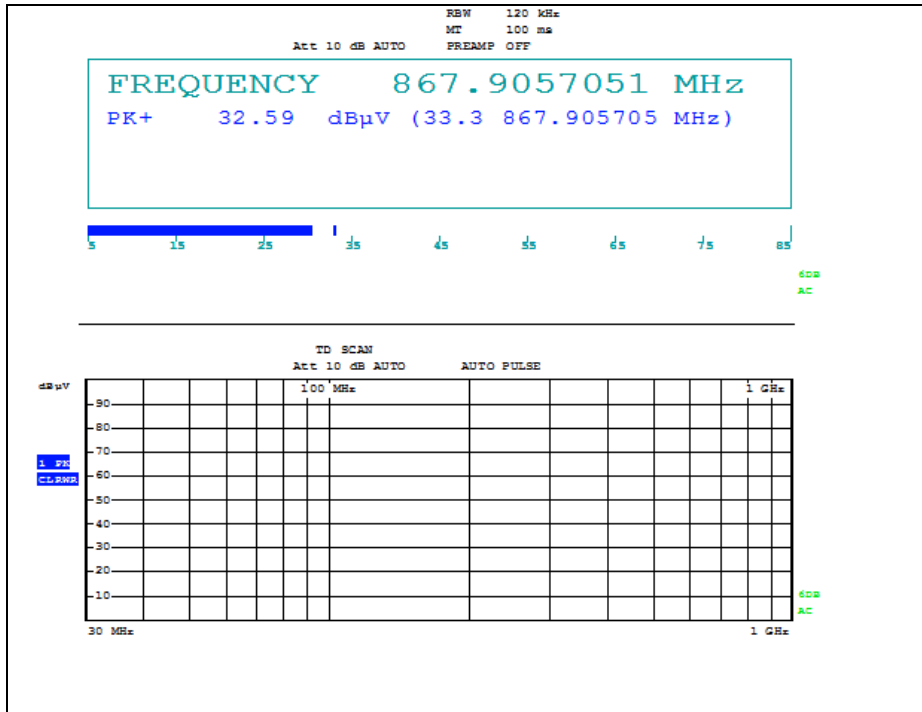 RBW 120 kHz
MT 100 ms
Att 10 dB AUTO PREAMP OFF
FREQUENCY 867.9057051 MHz
PK+ 32.59 dBµV (33.3 867.905705 MHz)
5 15 25 35 45 55 65 75 85
6DB
AC
TD SCAN
Att 10 dB AUTO AUTO PULSE
dBµV
100 MHz 1 GHz
90
80
70
1 PK
60
CLRWR
50
40
30
20
10
6DB
AC
30 MHz 1 GHz